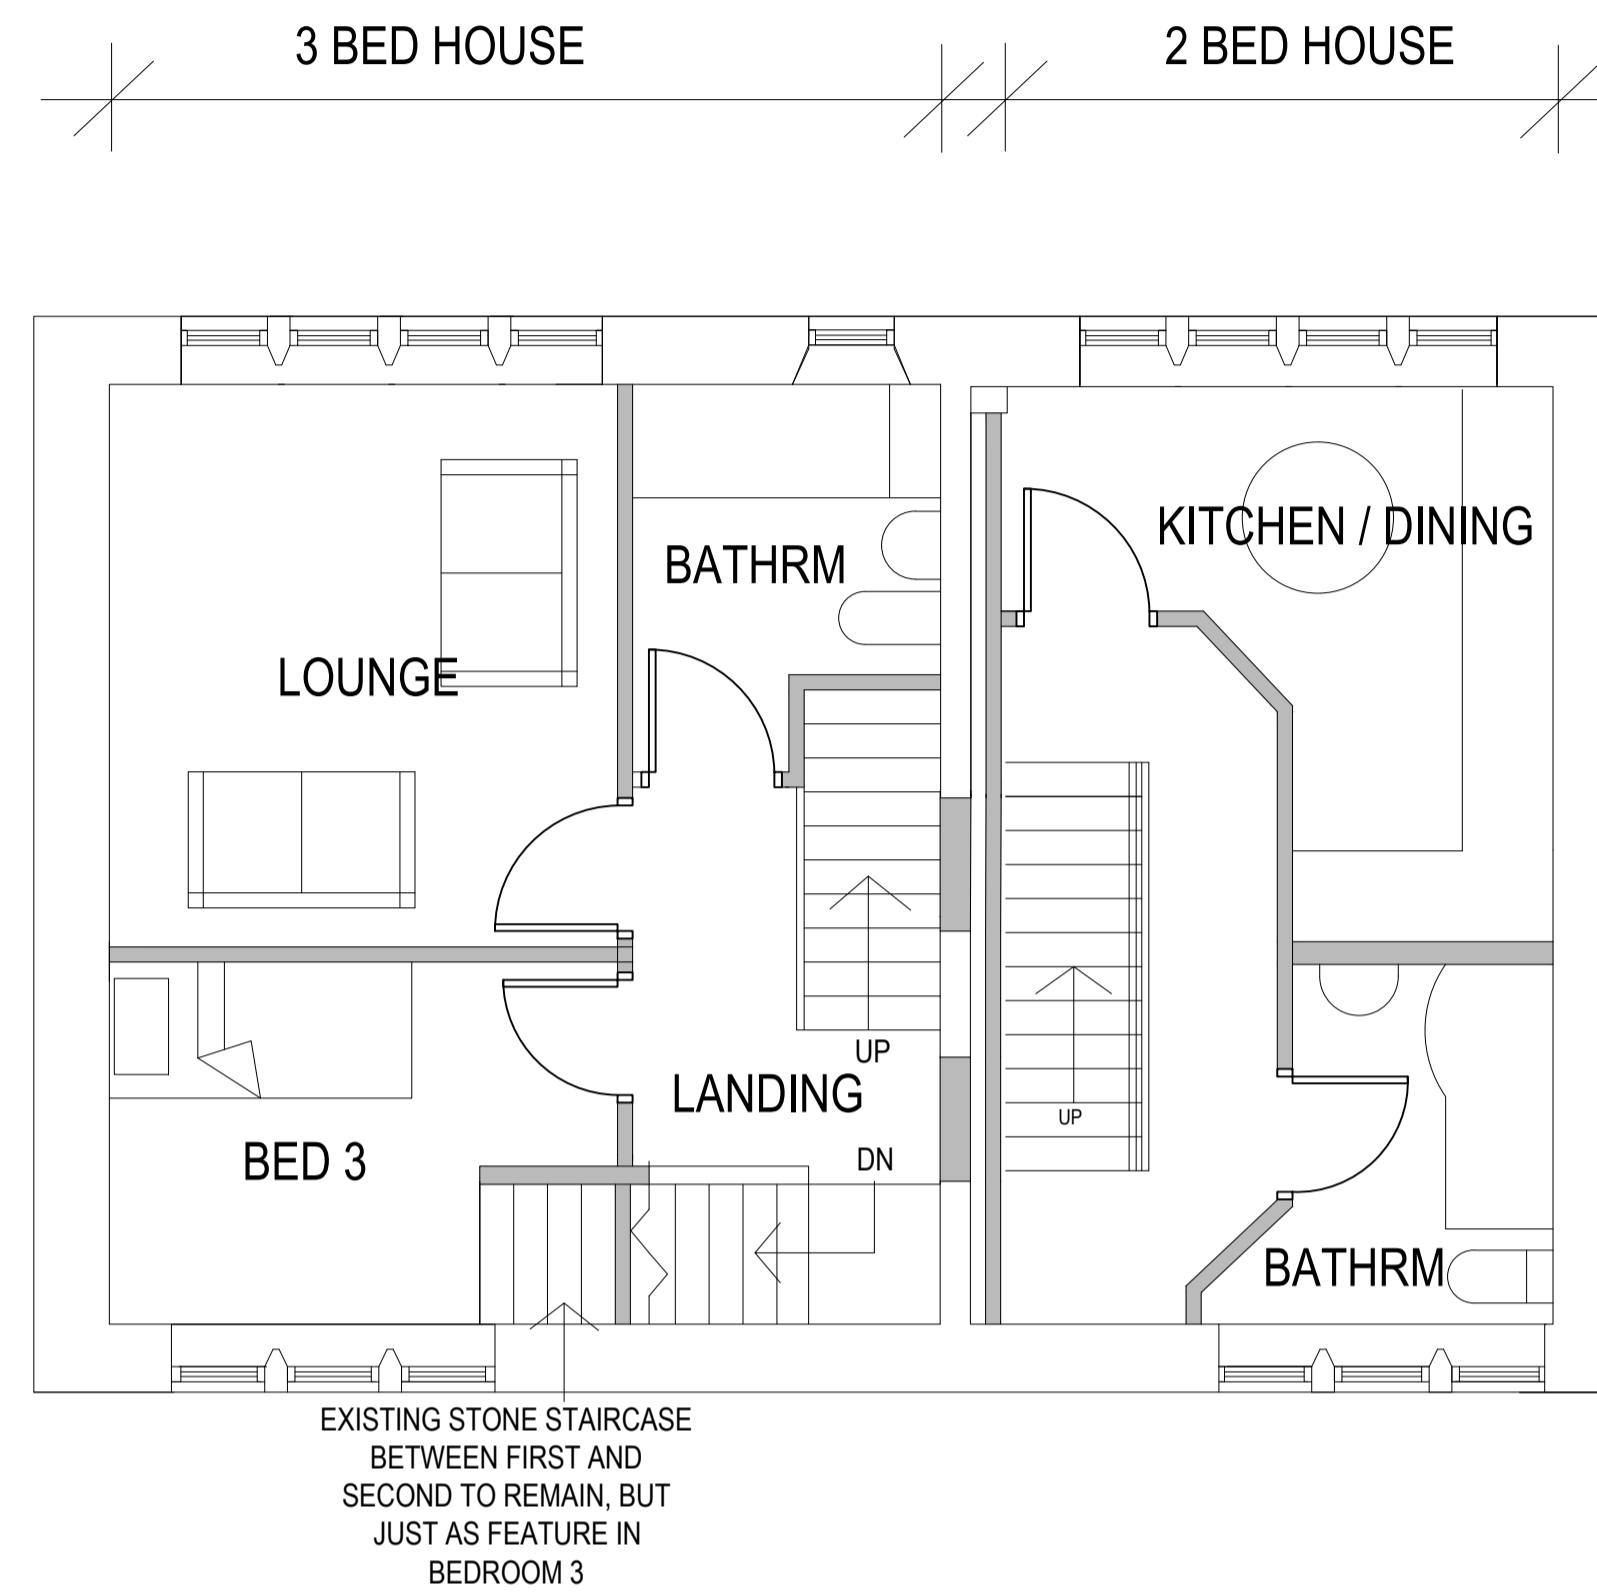 3 BED HOUSE
2 BED HOUSE
KITCHEN / DINING
BATHRM
LOUNGE
UP
LANDING
UP
BED 3
DN
BATHRM
EXISTING STONE STAIRCASE
BETWEEN FIRST AND
SECOND TO REMAIN, BUT
JUST AS FEATURE IN
BEDROOM 3